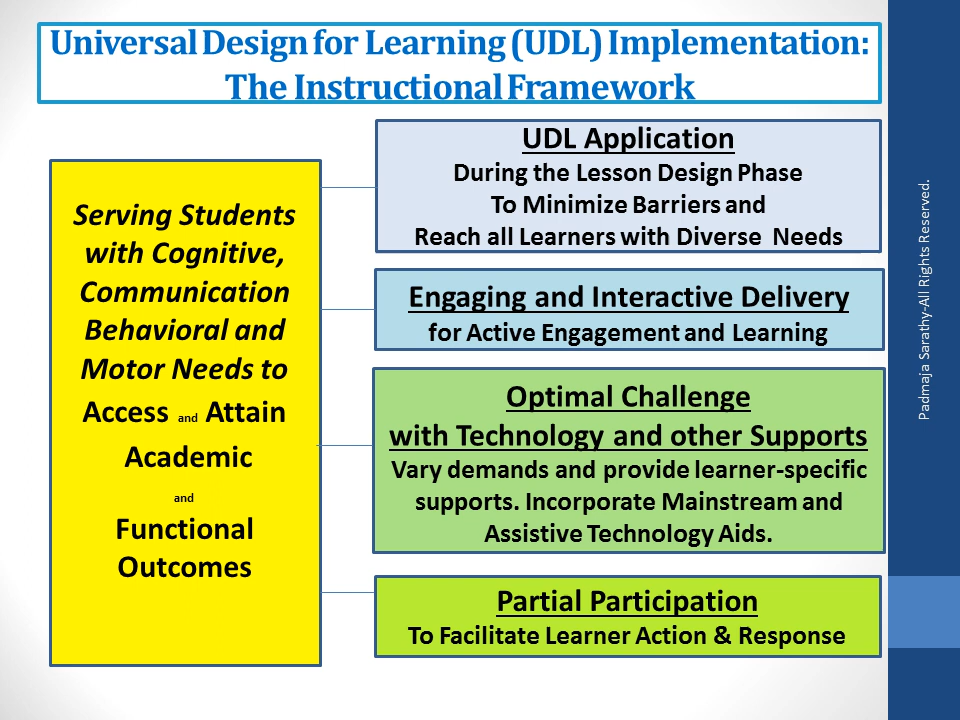 Universal Design for Learning (UDL) Implementation:
The Instructional Framework
Serving Students
with Cognitive,
Communication
Behavioral and
Motor Needs to
Access and Attain
Academic
and
Functional
Outcomes
UDL Application
During the Lesson Design Phase
To Minimize Barriers and
Reach all Learners with Diverse Needs
Engaging and Interactive Delivery
for Active Engagement and Learning
Optimal Challenge
with Technology and other Supports
Vary demands and provide learner-specific
supports. Incorporate Mainstream and
Assistive Technology Aids.
Partial Participation
To Facilitate Learner Action & Response
Padmaja Sarathy-All Rights Reserved.